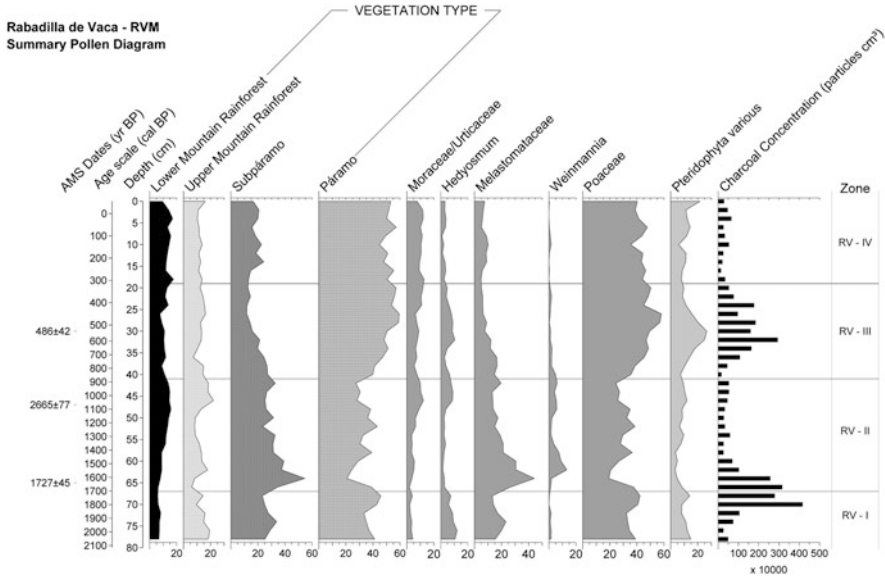 VEGETATION TYPE
Rabadilla de Vaca - RVM
Summary Pollen Diagram
AMS Dates (yr BP)
Age scale (cal BP)
Depth (cm)
Lower Mountain Rainforest
Upper Mountain Rainforest
Subpáramo
Páramo
Moraceae/Urticaceae
Hedyosmum
Melastomataceae
Weinmannia
Poaceae
Pteridophyta various
Charcoal Concentration (particles cm³)
Zone
486±42
2665±77
1727±45
0
100
200
300
400
500
600
700
800
900
1000
1100
1200
1300
1400
1500
1600
1700
1800
1900
2000
2100
0
5
10
15
20
25
30
35
40
45
50
55
60
65
70
75
80
RV - IV
RV - III
RV - II
RV - I
20
20
20 40 60
20 40 60
20
20
20 40
20
20 40 60
20
100 200 300 400 500
x 10000